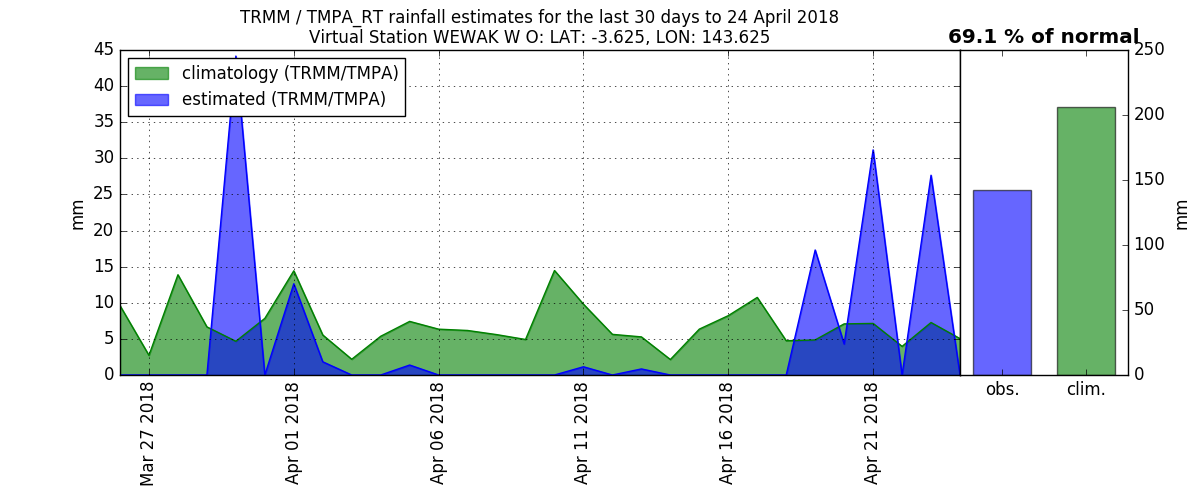 TRMM / TMPA_RT rainfall estimates for the last 30 days to 24 April 2018
Virtual Station WEWAK W O: LAT: -3.625, LON: 143.625
69.1 % of normal
climatology (TRMM/TMPA)
estimated (TRMM/TMPA)
45
40
35
30
25
20
15
10
5
0
mm
Mar 27 2018
Apr 01 2018
Apr 06 2018
Apr 11 2018
Apr 16 2018
Apr 21 2018
250
200
150
100
50
0
mm
obs.
clim.